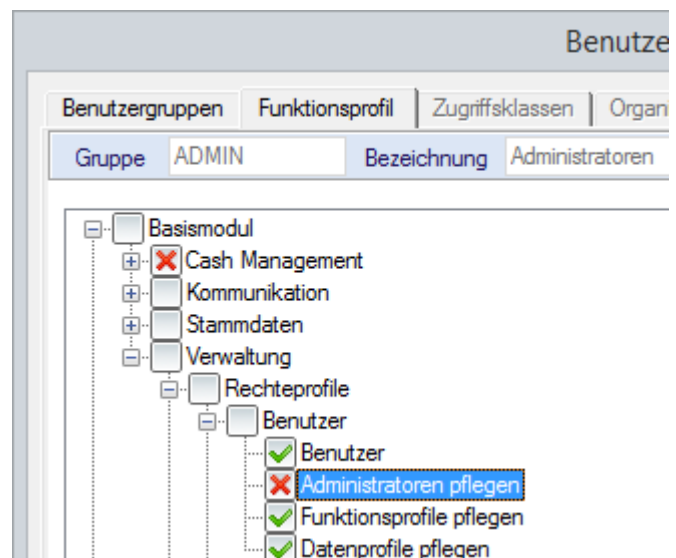 Benutze
Benutzergruppen Funktionsprofil Zugriffsklassen Organi
Gruppe ADMIN Bezeichnung Administratoren
Basismodul
Cash Management
Kommunikation
Stammdaten
Verwaltung
Rechteprofile
Benutzer
Benutzer
Administratoren pflegen
Funktionsprofile pflegen
Datenprofile pflegen